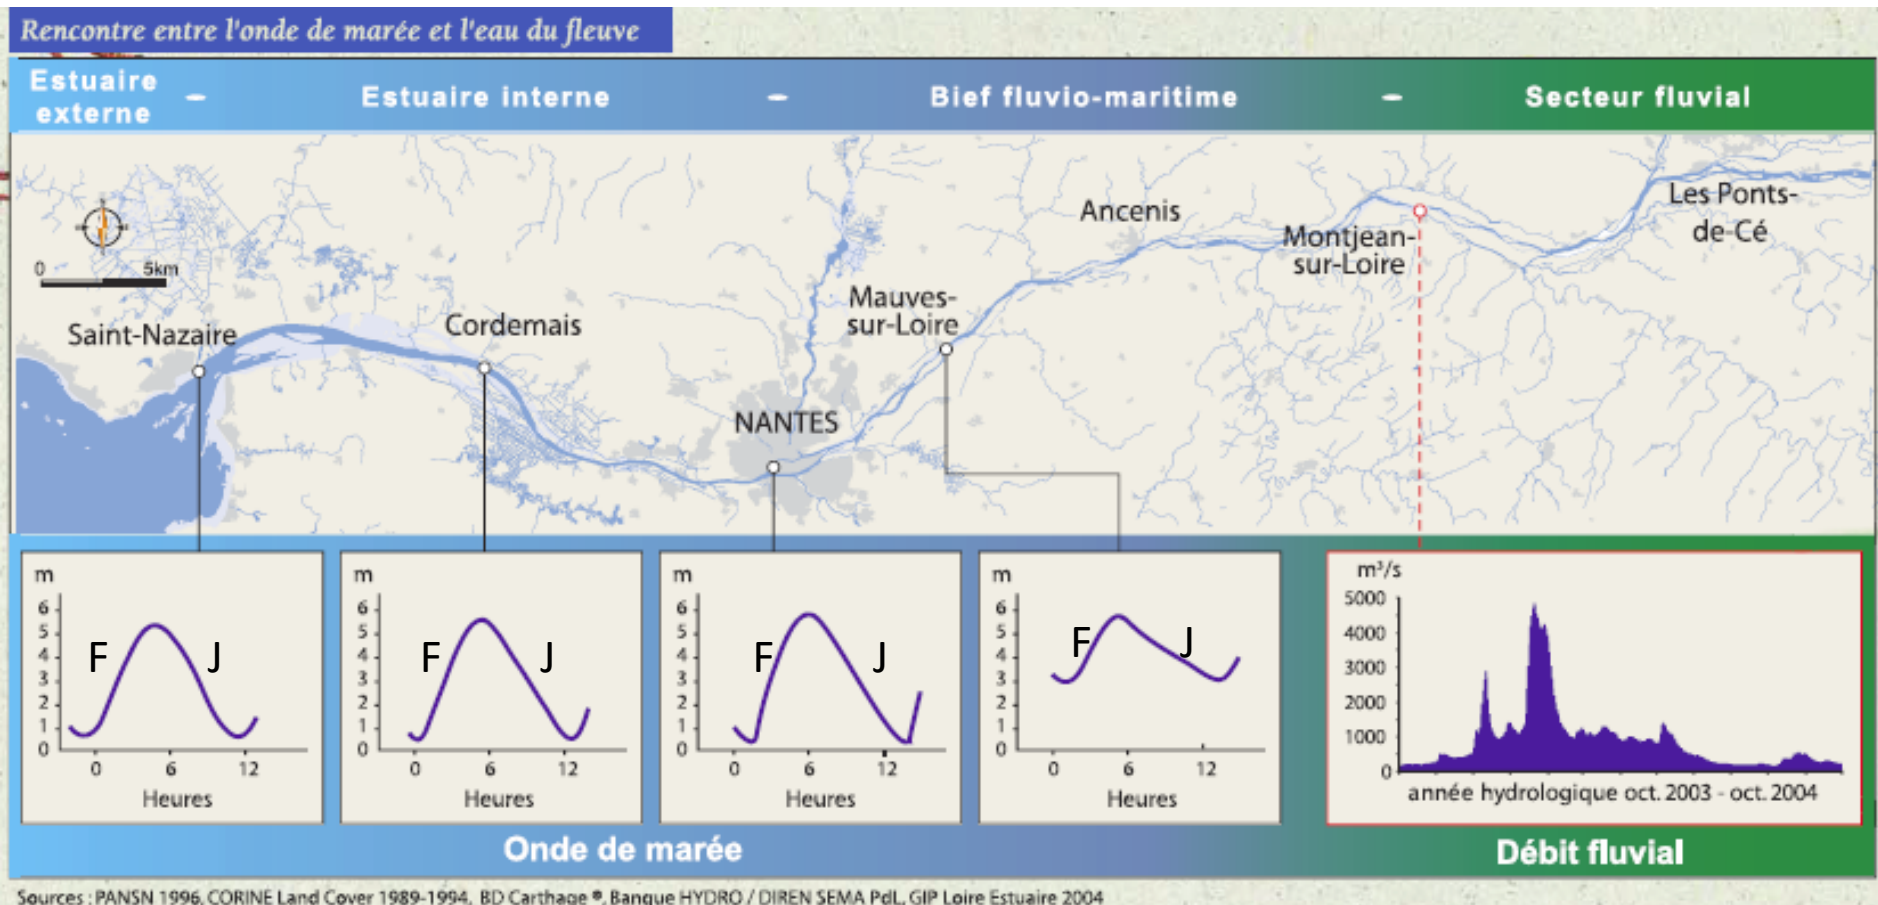 Rencontre entre l'onde de marée et l'eau du fleuve
Estuaire
externe
-
Estuaire interne
-
Bief fluvio-maritime
-
Secteur fluvial
0
5km
Saint-Nazaire
Cordemais
NANTES
Mauves-
sur-Loire
Ancenis
Montjean-
sur-Loire
Les Ponts-
de-Cé
m
6
5
4
3
2
1
0
F
J
0 6 12
Heures
m
6
5
4
3
2
1
0
F
J
0 6 12
Heures
m
6
5
4
3
2
1
0
F
J
0 6 12
Heures
m
6
5
4
3
2
1
0
F
J
0 6 12
Heures
m³/s
5000
4000
3000
2000
1000
0
année hydrologique oct. 2003 - oct. 2004
Onde de marée
Débit fluvial
Sources : PANSN 1996, CORINE Land Cover 1989-1994, BD Carthage ®, Banque HYDRO / DIREN SEMA PdL, GIP Loire Estuaire 2004